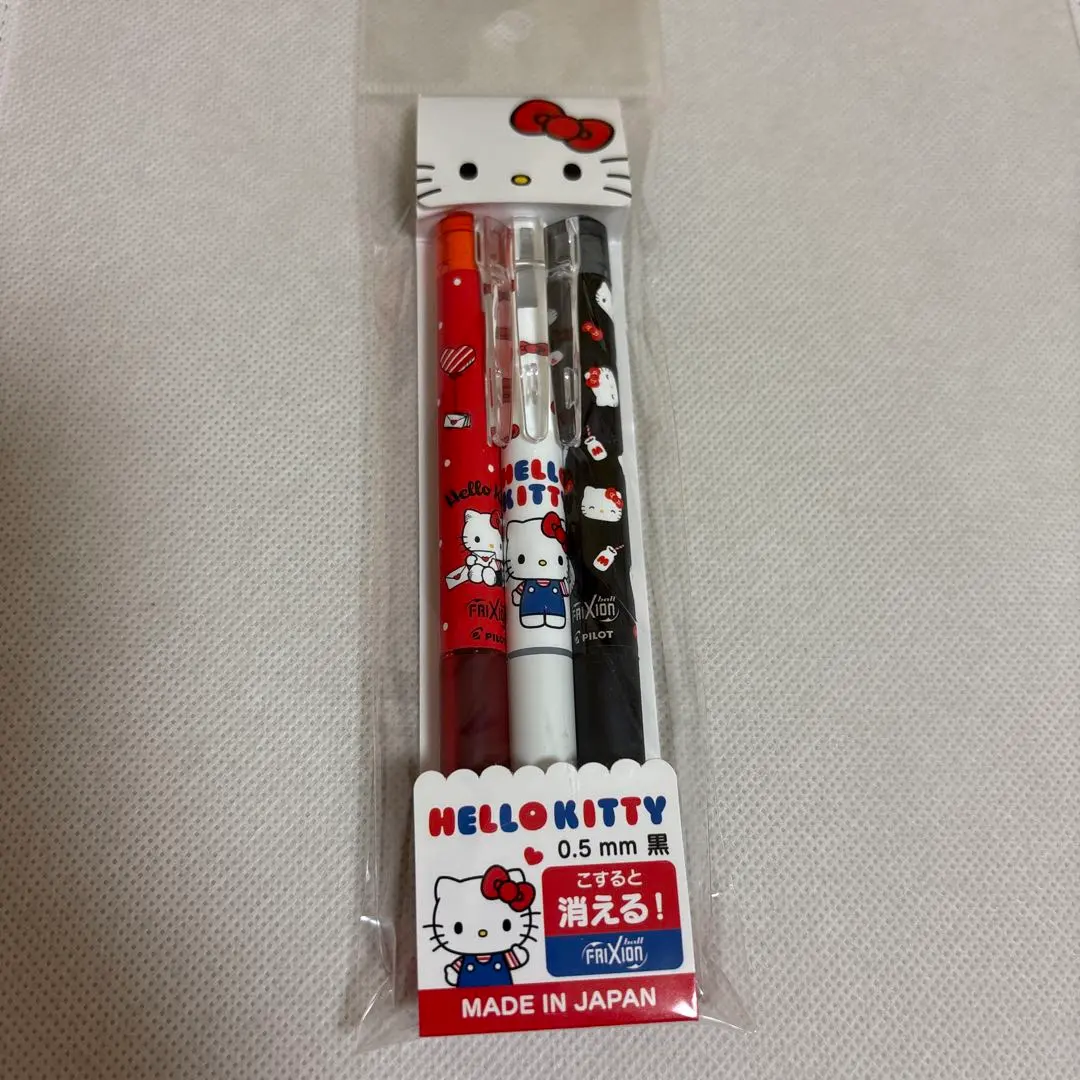 Hello
FRIXION
PILOT
HELLO
KITTY
ball
FRIXION
PILOT
HELLO KITTY
0.5 mm 黒
こすると
消える!
ball
FRIXION
MADE IN JAPAN